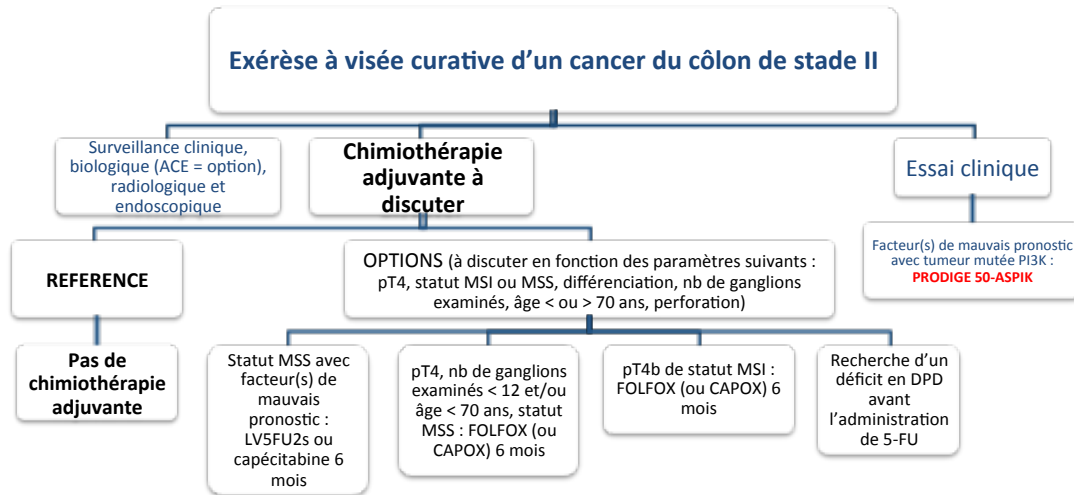 Exérèse à visée curative d'un cancer du côlon de stade II
Surveillance clinique,
biologique (ACE = option),
radiologique et
endoscopique
Chimiothérapie
adjuvante à
discuter
Essai clinique
Facteur(s) de mauvais pronostic
avec tumeur mutée PI3K :
PRODIGE 50-ASPIK
REFERENCE
OPTIONS (à discuter en fonction des paramètres suivants :
pT4, statut MSI ou MSS, différenciation, nb de ganglions
examinés, âge < ou > 70 ans, perforation)
Pas de
chimiothérapie
adjuvante
Statut MSS avec
facteur(s) de
mauvais
pronostic :
LV5FU2s ou
capécitabine 6
mois
pT4, nb de ganglions
examinés < 12 et/ou
âge < 70 ans, statut
MSS : FOLFOX (ou
CAPOX) 6 mois
pT4b de statut MSI :
FOLFOX (ou CAPOX) 6
mois
Recherche d'un
déficit en DPD
avant
l'administration
de 5-FU